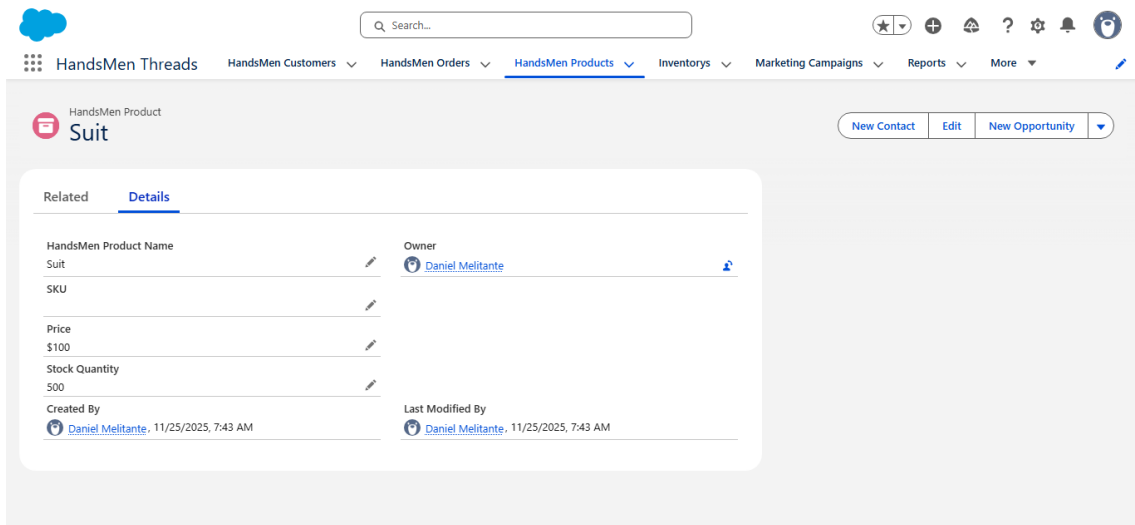 Search...
HandsMen Threads
HandsMen Customers
HandsMen Orders
HandsMen Products
Inventorys
Marketing Campaigns
Reports
More
HandsMen Product
Suit
New Contact
Edit
New Opportunity
Related
Details
HandsMen Product Name
Suit
Owner
Daniel Melitante
SKU
Price
$100
Stock Quantity
500
Created By
Daniel Melitante, 11/25/2025, 7:43 AM
Last Modified By
Daniel Melitante, 11/25/2025, 7:43 AM